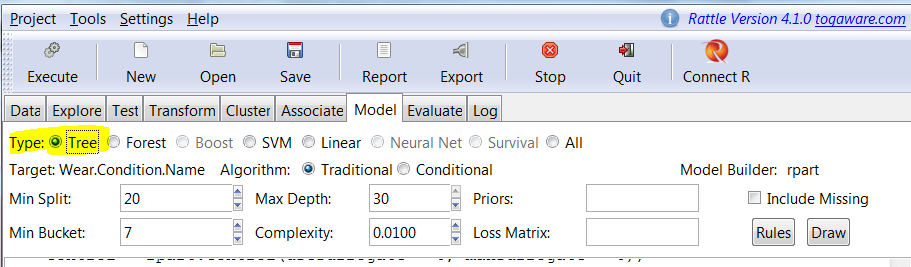 Project Tools Settings Help Rattle Version 4.1.0 togaware.com
Execute New Open Save Report Export Stop Quit Connect R
Data Explore Test Transform Cluster Associate Model Evaluate Log
Type: Tree Forest Boost SVM Linear Neural Net Survival All
Target: Wear.Condition.Name Algorithm: Traditional Conditional Model Builder: rpart
Min Split: 20 Max Depth: 30 Priors: Include Missing
Min Bucket: 7 Complexity: 0.0100 Loss Matrix: Rules Draw